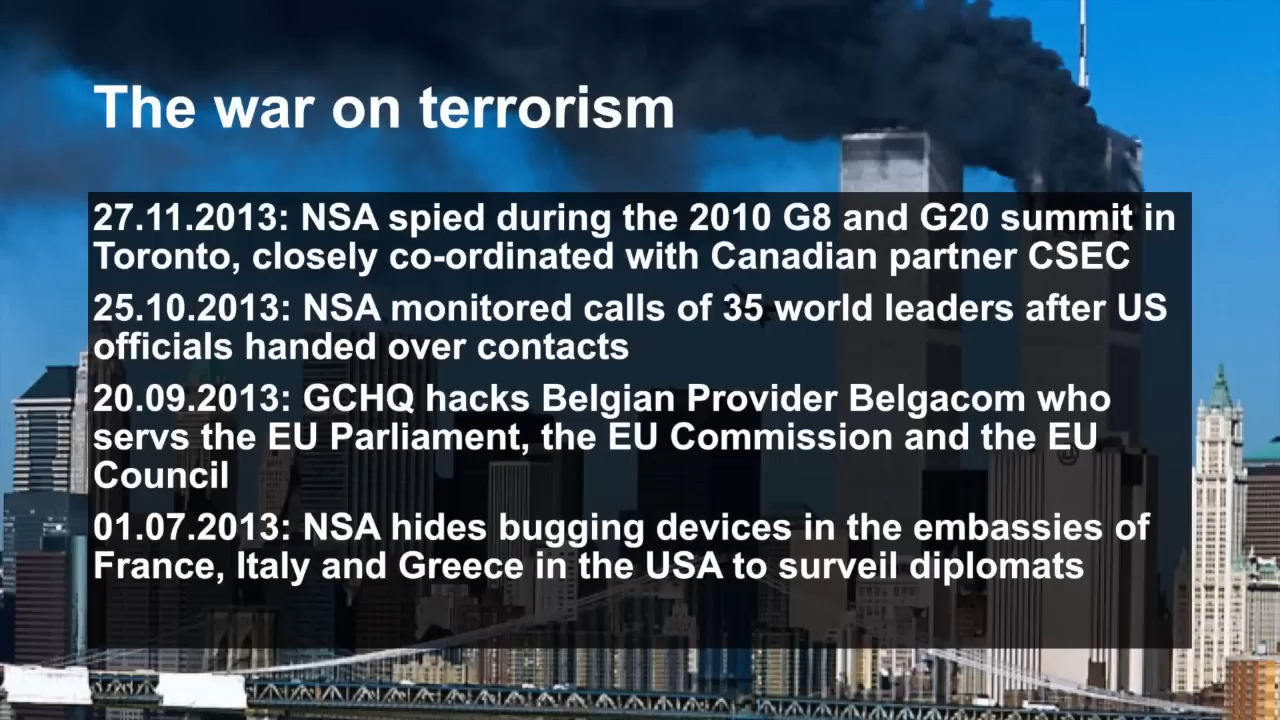 The war on terrorism
27.11.2013: NSA spied during the 2010 G8 and G20 summit in
Toronto, closely co-ordinated with Canadian partner CSEC
25.10.2013: NSA monitored calls of 35 world leaders after US
officials handed over contacts
20.09.2013: GCHQ hacks Belgian Provider Belgacom who
servs the EU Parliament, the EU Commission and the EU
Council
01.07.2013: NSA hides bugging devices in the embassies of
France, Italy and Greece in the USA to surveil diplomats